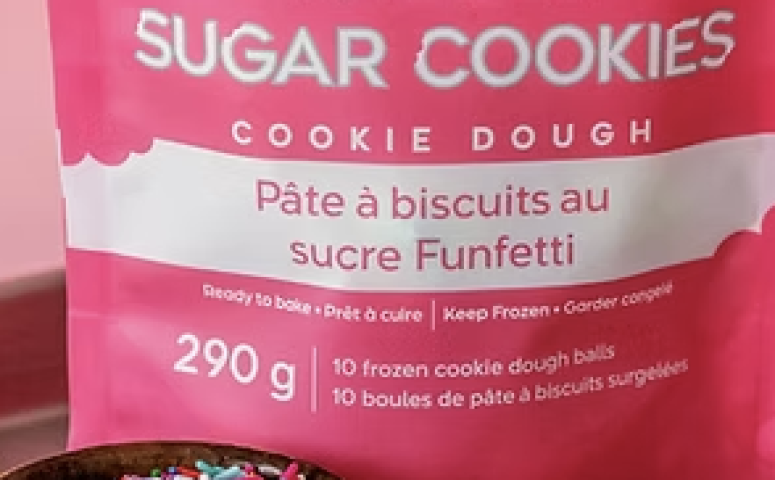 SUGAR COOKIES
COOKIE DOUGH
Pâte à biscuits au
sucre Funfetti
Ready to bake • Prêt à cuire | Keep Frozen • Garder congelé
290 g
10 frozen cookie dough balls
10 boules de pâte à biscuits surgelées